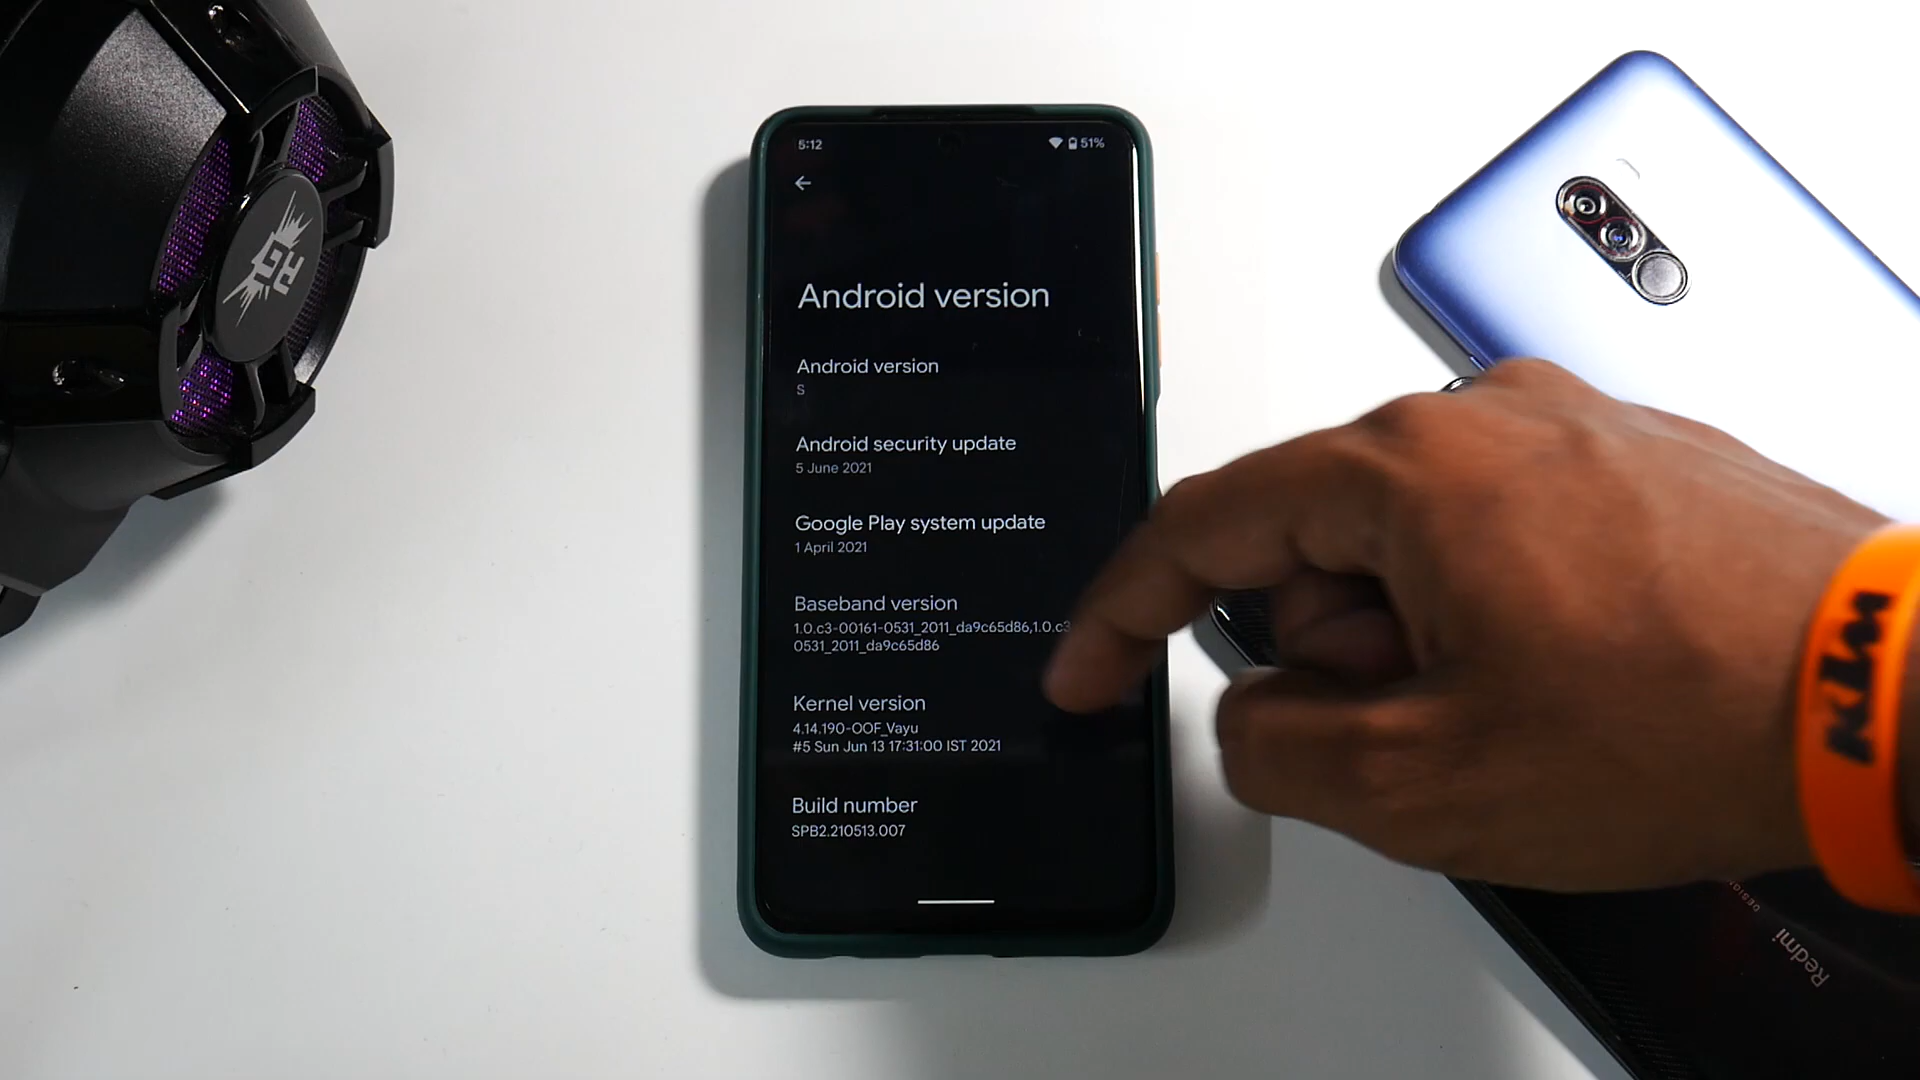 5:12
51%
Android version
Android version
S
Android security update
5 June 2021
Google Play system update
1 April 2021
Baseband version
1.0.c3-00161-0531_2011_da9c65d86,1.0.c3
0531_2011_da9c65d86
Kernel version
4.14.190-OOF_Vayu
#5 Sun Jun 13 17:31:00 IST 2021
Build number
SPB2.210513.007
KTM
Redmi